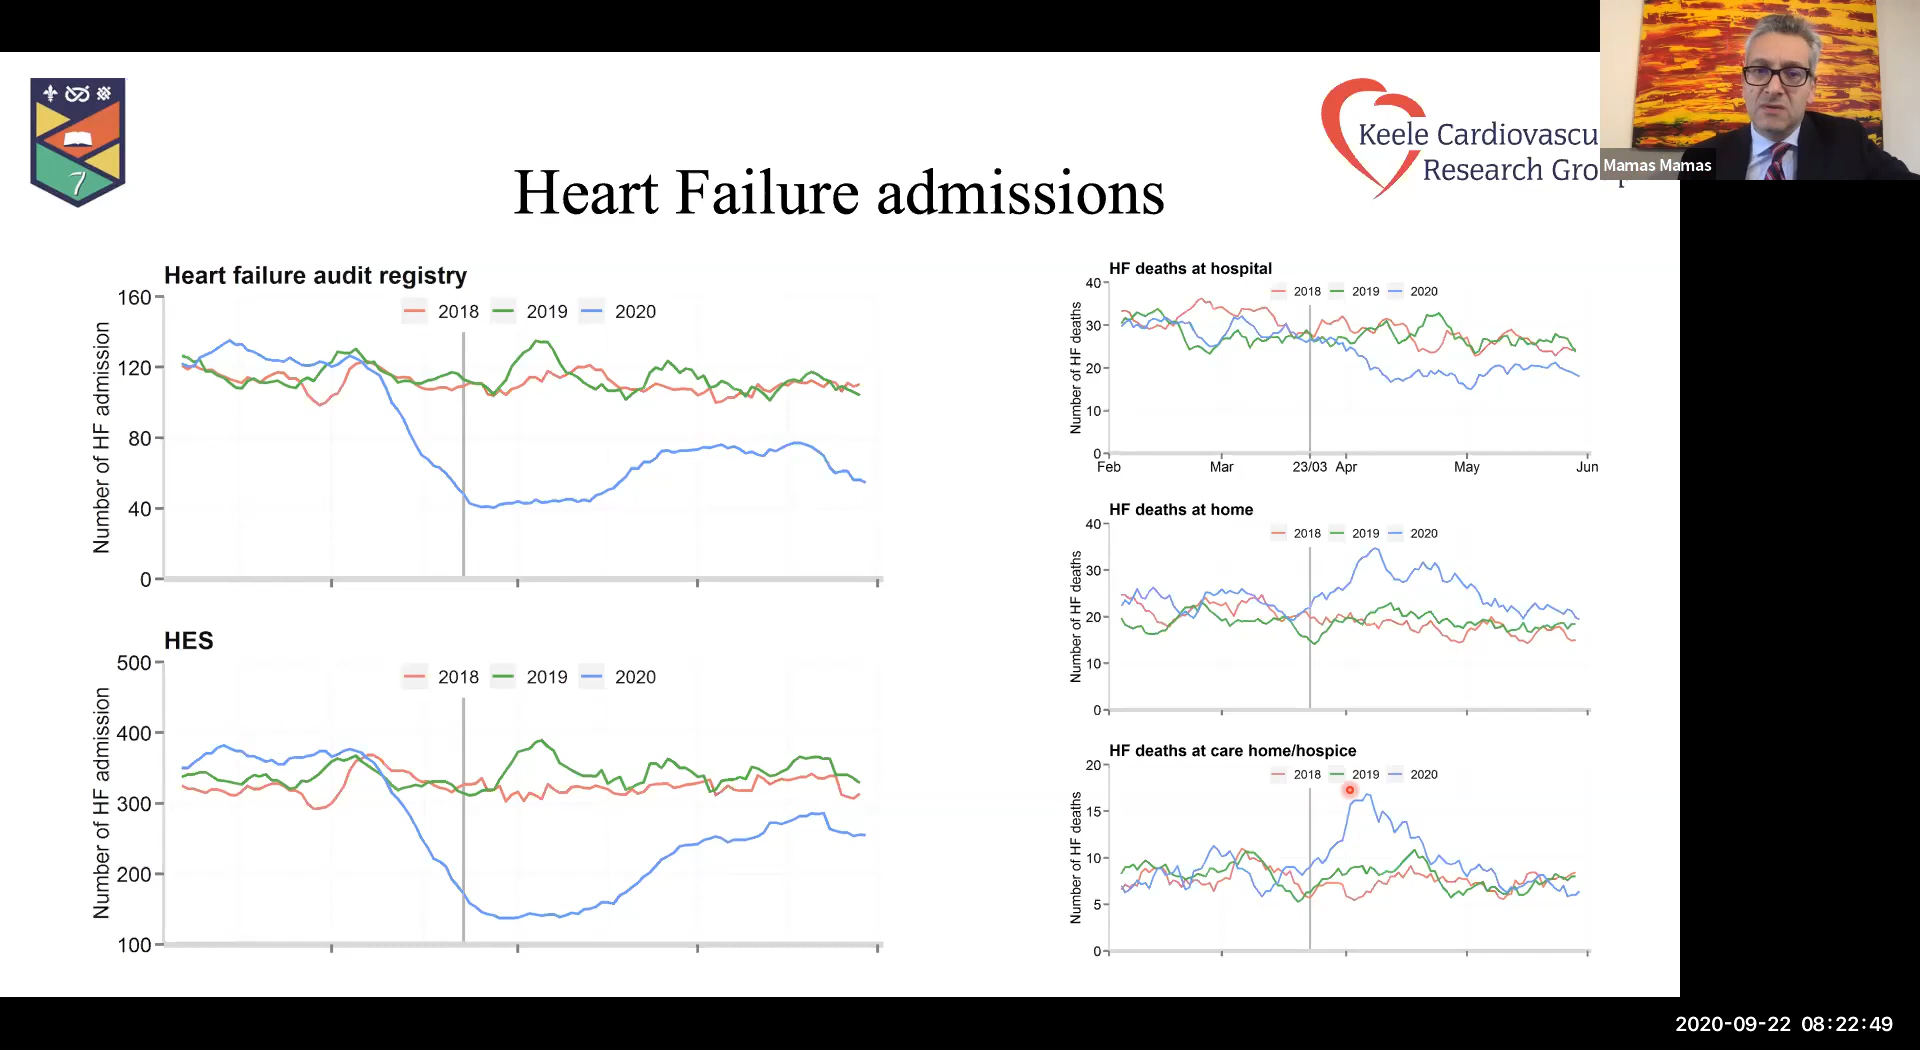 Keele Cardiovascu
Research Gro
Mamas Mamas
Heart Failure admissions
Heart failure audit registry
2018 2019 2020
Number of HF admission
160
120
80
40
0
HES
2018 2019 2020
Number of HF admission
500
400
300
200
100
HF deaths at hospital
2018 2019 2020
Number of HF deaths
40
30
20
10
0
Feb Mar 23/03 Apr May Jun
HF deaths at home
2018 2019 2020
Number of HF deaths
40
30
20
10
0
HF deaths at care home/hospice
2018 2019 2020
Number of HF deaths
20
15
10
5
0
2020-09-22 08:22:49